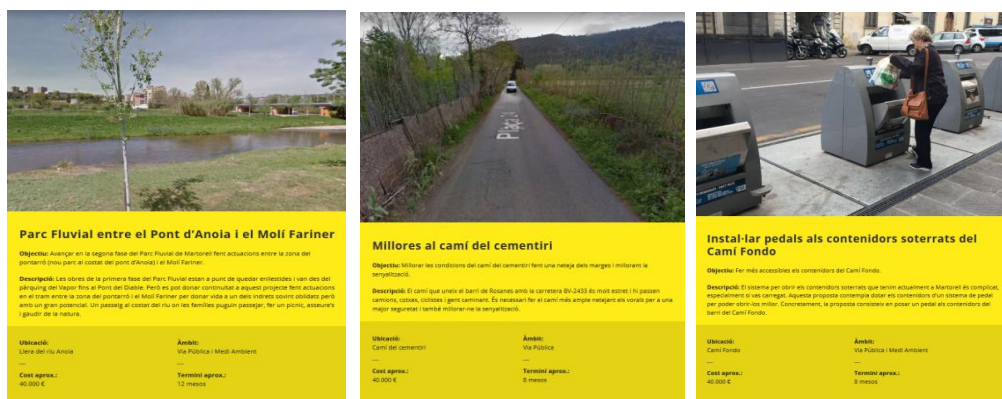 Parc Fluvial entre el Pont d'Anoia i el Molí Fariner
Objectiu: Avançar en la segona fase del Parc Fluvial de Martorell fent actuacions entre la zona del
pontarró (nou parc al costat del pont d'Anoia) i el Molí Fariner.
Descripció: Les obres de la primera fase del Parc Fluvial estan a punt de quedar enllestides i van des del
pàrquing del Vapor fins al Pont del Diable. Però es pot donar continuïtat a aquest projecte fent actuacions
en el tram entre la zona del pontarró i el Molí Fariner per donar vida a un dels indrets sovint oblidats però
amb un gran potencial. Un passeig al costat del riu on les famílies puguin passejar, fer un pícnic, asseure's
i gaudir de la natura.
Ubicació:
Llera del riu Anoia
Àmbit:
Via Pública i Medi Ambient
Cost aprox.:
40.000 €
Termini aprox.:
12 mesos
Plaça 24
Millores al camí del cementiri
Objectiu: Millorar les condicions del camí del cementiri fent una neteja dels marges i millorant la
senyalització.
Descripció: El camí que uneix el barri de Rosanes amb la carretera BV-2433 és molt estret i hi passen
camions, cotxes, ciclistes i gent caminant. És necesari fer el camí més ample netejant els vorals per a una
major seguretat i també millorar-ne la senyalització.
Ubicació:
Camí del cementiri
Àmbit:
Via Pública
Cost aprox.:
40.000 €
Termini aprox.:
8 mesos
Instal·lar pedals als contenidors soterrats del
Camí Fondo
Objectiu: Fer més accessibles els contenidors del Camí Fondo.
Descripció: El sistema per obrir els contenidors soterrats que tenim actualment a Martorell és complicat,
especialment si vas carregat. Aquesta proposta contempla dotar els contenidors d'un sistema de pedal
per poder obrir-los millor. Concretament, la proposta consisteix en posar un pedal als contenidors del
barri del Camí Fondo.
Ubicació:
Camí Fondo
Àmbit:
Via Pública i Medi Ambient
Cost aprox.:
40.000 €
Termini aprox.:
8 mesos